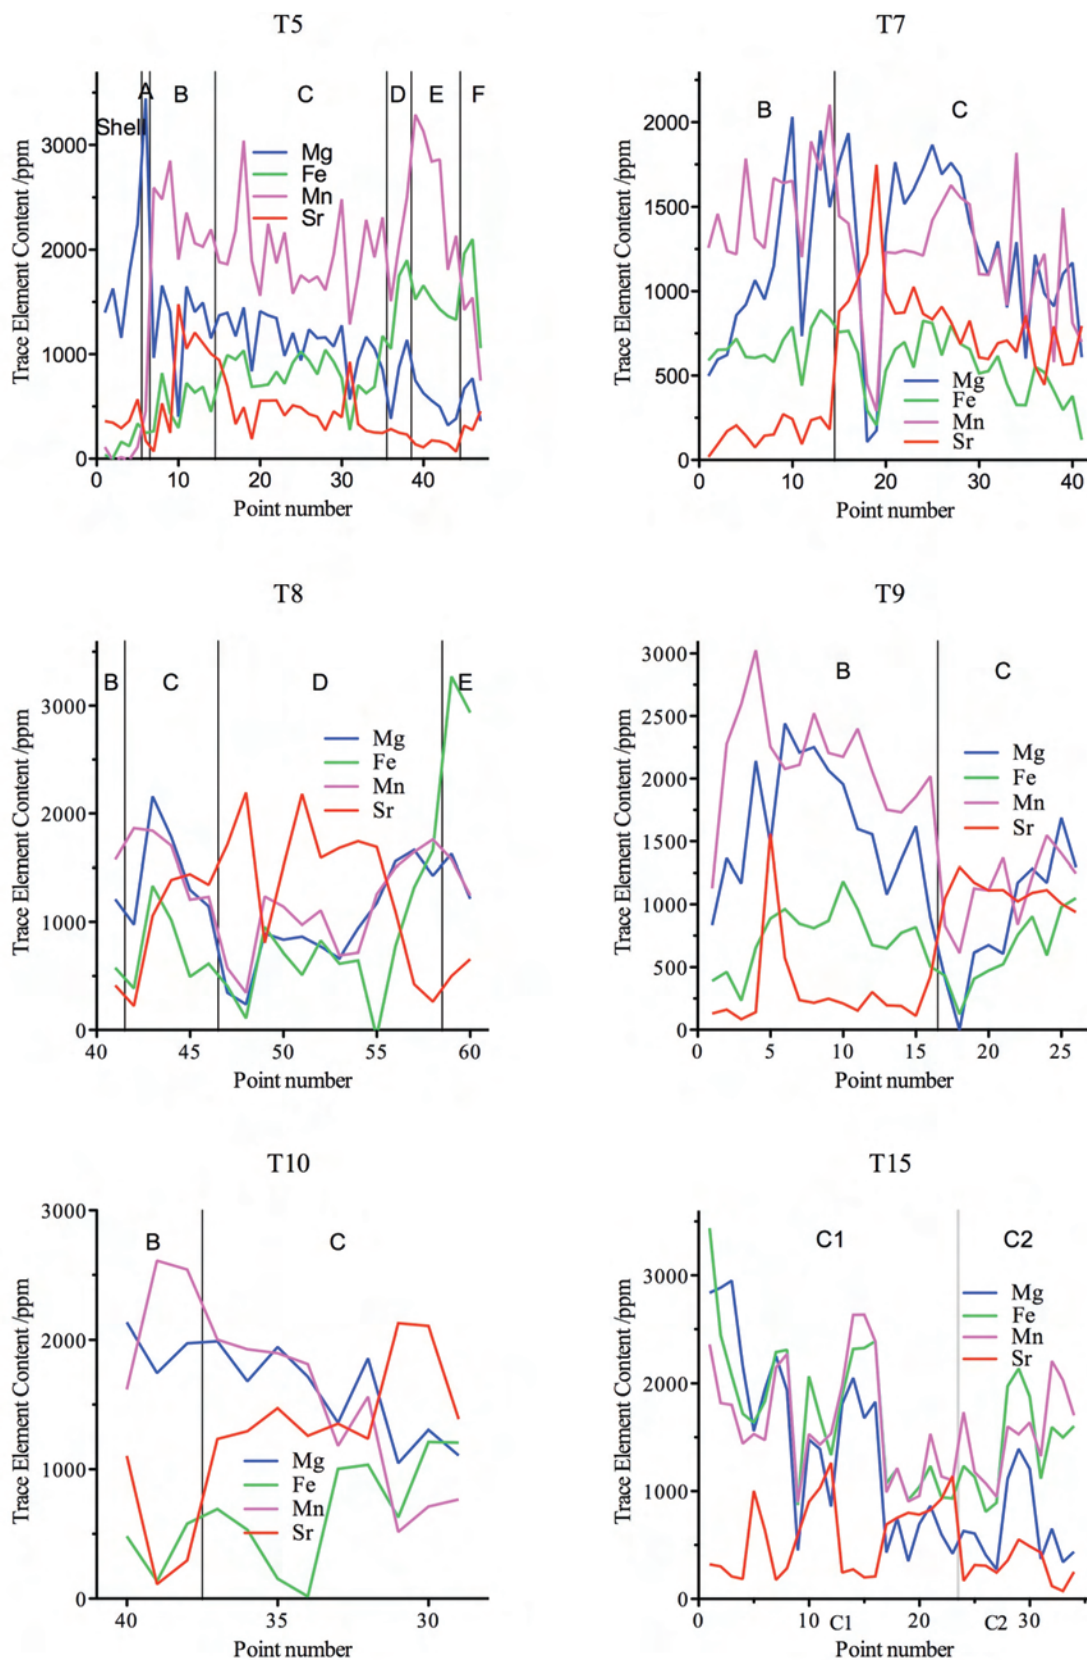 T5
T7
Shell A B C D E F
B C
3000
2000
1000
0
Mg
Fe
Mn
Sr
2000
1500
1000
500
0
Mg
Fe
Mn
Sr
Trace Element Content /ppm
Trace Element Content /ppm
0 10 20 30 40
0 10 20 30 40
Point number
Point number
T8
T9
B C D E
B C
3000
2000
1000
0
Mg
Fe
Mn
Sr
3000
2500
2000
1500
1000
500
0
Mg
Fe
Mn
Sr
Trace Element Content /ppm
Trace Element Content /ppm
40 45 50 55 60
0 5 10 15 20 25
Point number
Point number
T10
T15
B C
C1 C2
3000
2000
1000
0
Mg
Fe
Mn
Sr
3000
2000
1000
0
Mg
Fe
Mn
Sr
Trace Element Content /ppm
Trace Element Content /ppm
40 35 30
0 10 C1 20 C2 30
Point number
Point number